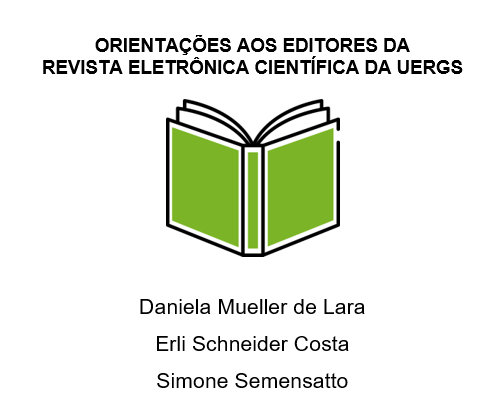 ORIENTAÇÕES AOS EDITORES DA
REVISTA ELETRÔNICA CIENTÍFICA DA UERGS
Daniela Mueller de Lara
Erli Schneider Costa
Simone Semensatto